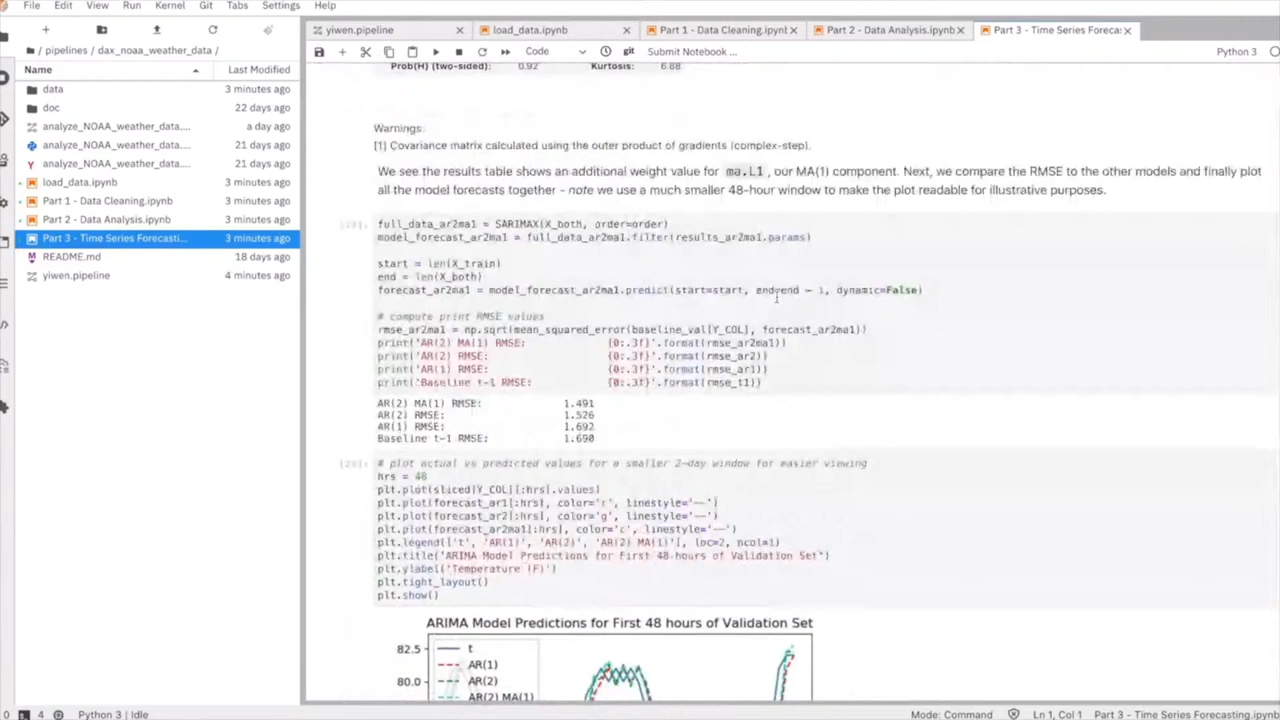 File Edit View Run Kernel Git Tabs Settings Help
yiwen.pipeline
load_data.ipynb
Part 1 - Data Cleaning.ipynb
Part 2 - Data Analysis.ipynb
Part 3 - Time Series Forecas
Code
git
Submit Notebook ...
Python 3
/ pipelines / dax_noaa_weather_data /
Name Last Modified
data 3 minutes ago
doc 22 days ago
analyze_NOAA_weather_data.... a day ago
analyze_NOAA_weather_data.... 21 days ago
analyze_NOAA_weather_data.... 21 days ago
load_data.ipynb 3 minutes ago
Part 1 - Data Cleaning.ipynb 3 minutes ago
Part 2 - Data Analysis.ipynb 3 minutes ago
Part 3 - Time Series Forecasti... 3 minutes ago
README.md 18 days ago
yiwen.pipeline 4 minutes ago
Prob(H) (two-sided): 0.92 Kurtosis: 6.88
Warnings:
[1] Covariance matrix calculated using the outer product of gradients (complex-step).
We see the results table shows an additional weight value for ma.L1 , our MA(1) component. Next, we compare the RMSE to the other models and finally plot
all the model forecasts together - note we use a much smaller 48-hour window to make the plot readable for illustrative purposes.
full_data_ar2ma1 = SARIMAX(X_both, order=order)
model_forecast_ar2ma1 = full_data_ar2ma1.filter(results_ar2ma1.params)
start = len(X_train)
end = len(X_both)
forecast_ar2ma1 = model_forecast_ar2ma1.predict(start=start, end=end - 1, dynamic=False)
# compute print RMSE values
rmse_ar2ma1 = np.sqrt(mean_squared_error(baseline_val[Y_COL], forecast_ar2ma1))
print('AR(2) MA(1) RMSE: {0:.3f}'.format(rmse_ar2ma1))
print('AR(2) RMSE: {0:.3f}'.format(rmse_ar2))
print('AR(1) RMSE: {0:.3f}'.format(rmse_ar1))
print('Baseline t-1 RMSE: {0:.3f}'.format(rmse_t1))
AR(2) MA(1) RMSE: 1.491
AR(2) RMSE: 1.526
AR(1) RMSE: 1.692
Baseline t-1 RMSE: 1.690
# plot actual vs predicted values for a smaller 2-day window for easier viewing
hrs = 48
plt.plot(sliced[Y_COL][:hrs].values)
plt.plot(forecast_ar1[:hrs], color='r', linestyle='--')
plt.plot(forecast_ar2[:hrs], color='g', linestyle='--')
plt.plot(forecast_ar2ma1[:hrs], color='c', linestyle='--')
plt.legend(['t', 'AR(1)', 'AR(2)', 'AR(2) MA(1)'], loc=2, ncol=1)
plt.title('ARIMA Model Predictions for First 48 hours of Validation Set')
plt.ylabel('Temperature (F)')
plt.tight_layout()
plt.show()
ARIMA Model Predictions for First 48 hours of Validation Set
82.5
80.0
t
AR(1)
AR(2)
AR(2) MA(1)
0 4 Python 3 | Idle
Mode: Command Ln 1, Col 1 Part 3 - Time Series Forecasting.ipynb